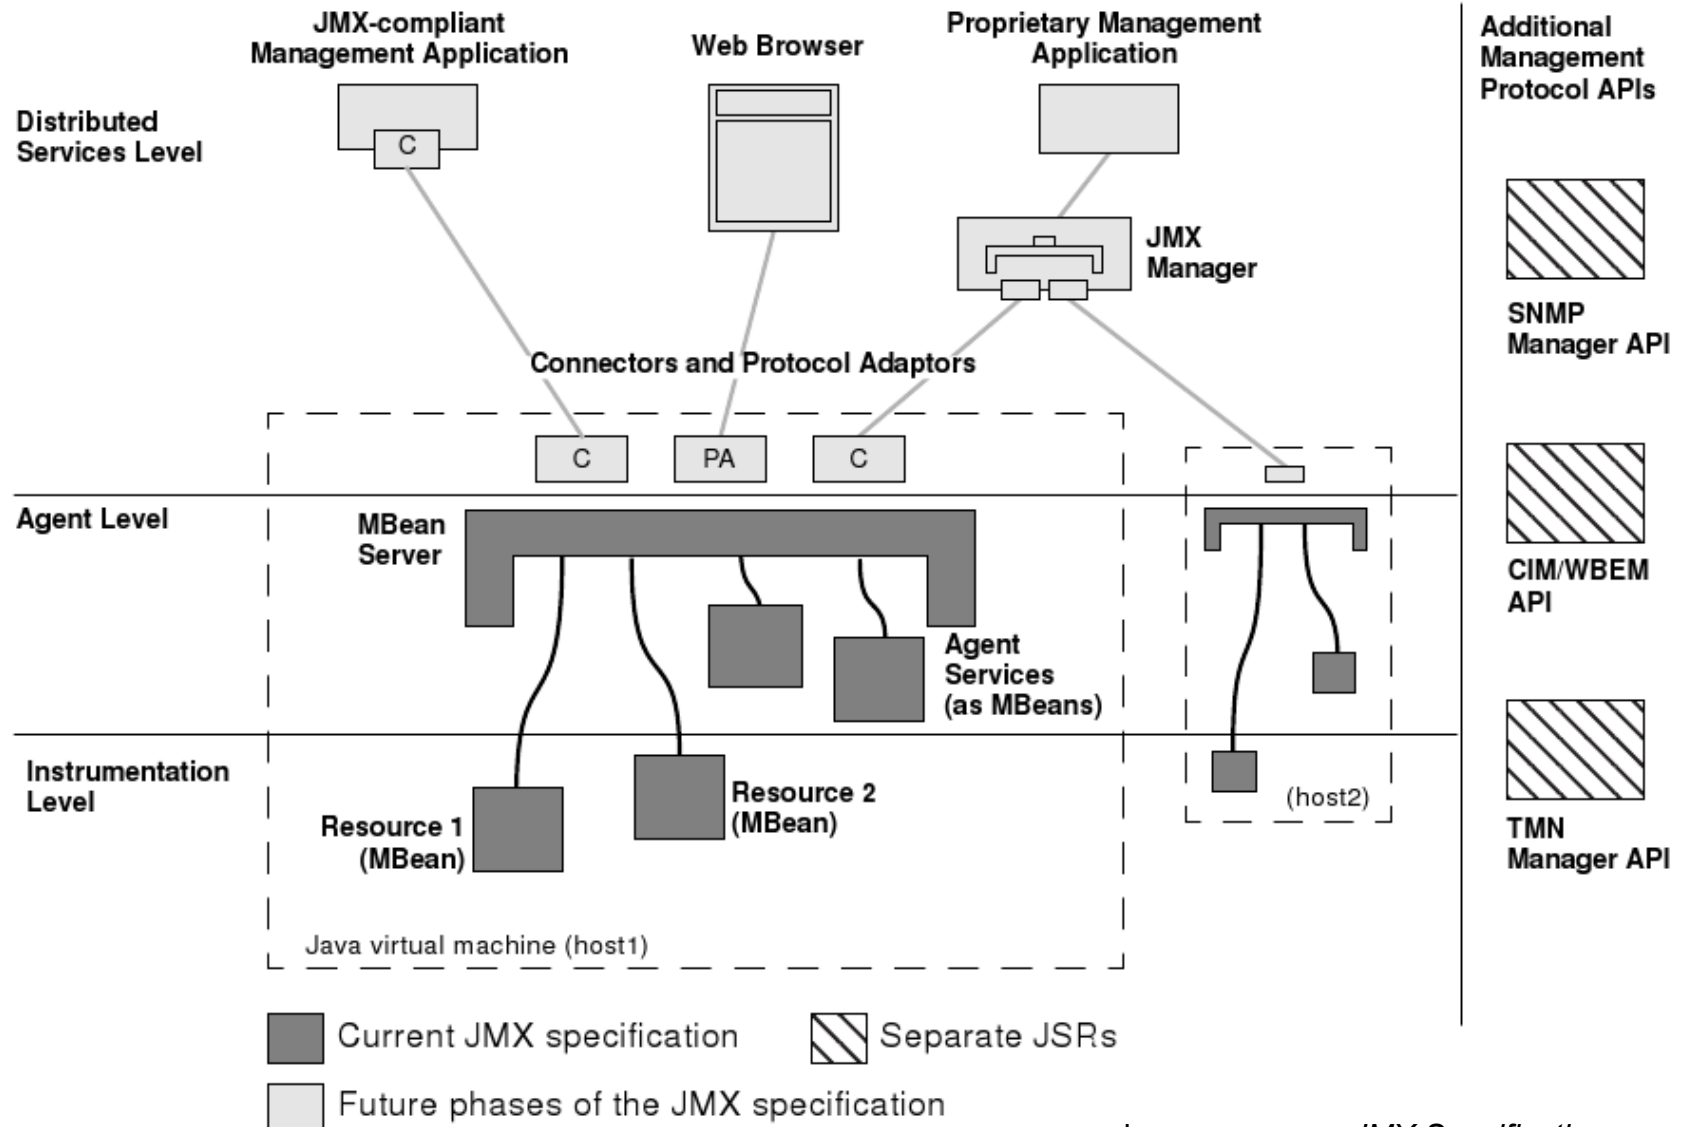 JMX-compliant
Management Application
Web Browser
Proprietary Management
Application
Additional
Management
Protocol APIs
Distributed
Services Level
C
JMX
Manager
SNMP
Manager API
Connectors and Protocol Adaptors
C
PA
C
Agent Level
MBean
Server
CIM/WBEM
API
Agent
Services
(as MBeans)
Instrumentation
Level
Resource 1
(MBean)
Resource 2
(MBean)
(host2)
TMN
Manager API
Java virtual machine (host1)
Current JMX specification
Separate JSRs
Future phases of the JMX specification
JMX